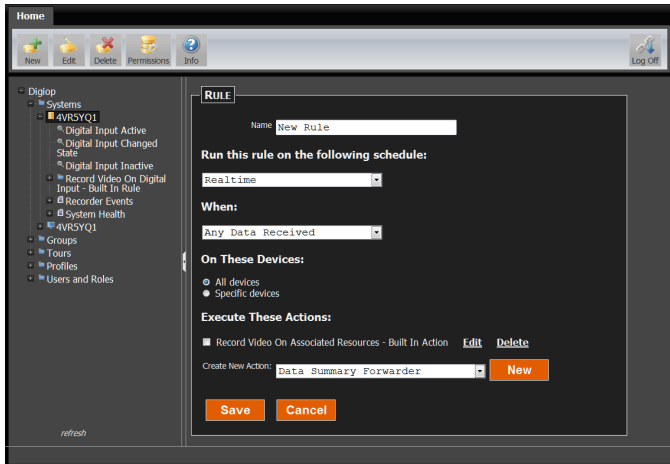 Home
New
Edit
Delete
Permissions
Info
Log Off
Digiop
Systems
4VR5YQ1
Digital Input Active
Digital Input Changed
State
Digital Input Inactive
Record Video On Digital
Input - Built In Rule
Recorder Events
System Health
4VR5YQ1
Groups
Tours
Profiles
Users and Roles
refresh
RULE
Name New Rule
Run this rule on the following schedule:
Realtime
When:
Any Data Received
On These Devices:
All devices
Specific devices
Execute These Actions:
Record Video On Associated Resources - Built In Action Edit Delete
Create New Action: Data Summary Forwarder New
Save Cancel